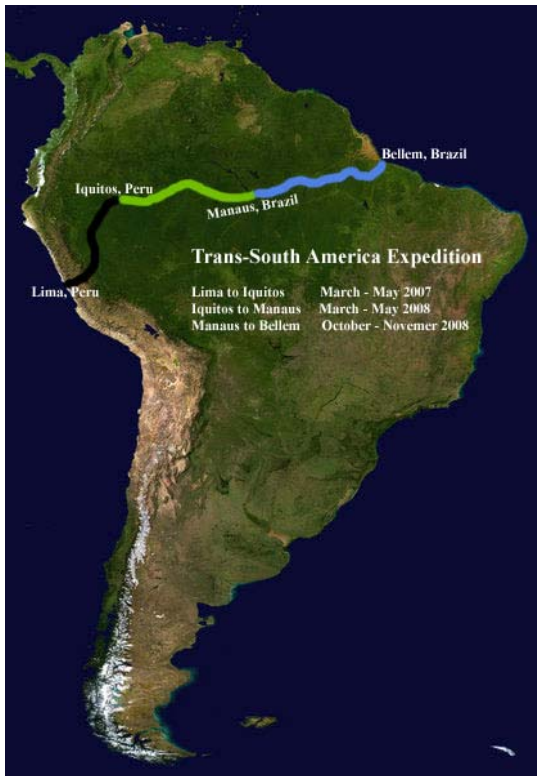 Bellem, Brazil
Iquitos, Peru
Manaus, Brazil
Trans-South America Expedition
Lima, Peru
Lima to Iquitos March - May 2007
Iquitos to Manaus March - May 2008
Manaus to Bellem October - Novemer 2008